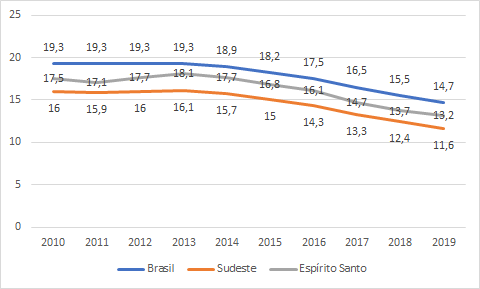 25
20
15
10
5
0
19,3 19,3 19,3 19,3 18,9 18,2 17,5 16,5 15,5 14,7
17,5 17,1 17,7 18,1 17,7 16,8 16,1 14,7 13,7 13,2
16 15,9 16 16,1 15,7 15 14,3 13,3 12,4 11,6
2010 2011 2012 2013 2014 2015 2016 2017 2018 2019
Brasil Sudeste Espírito Santo